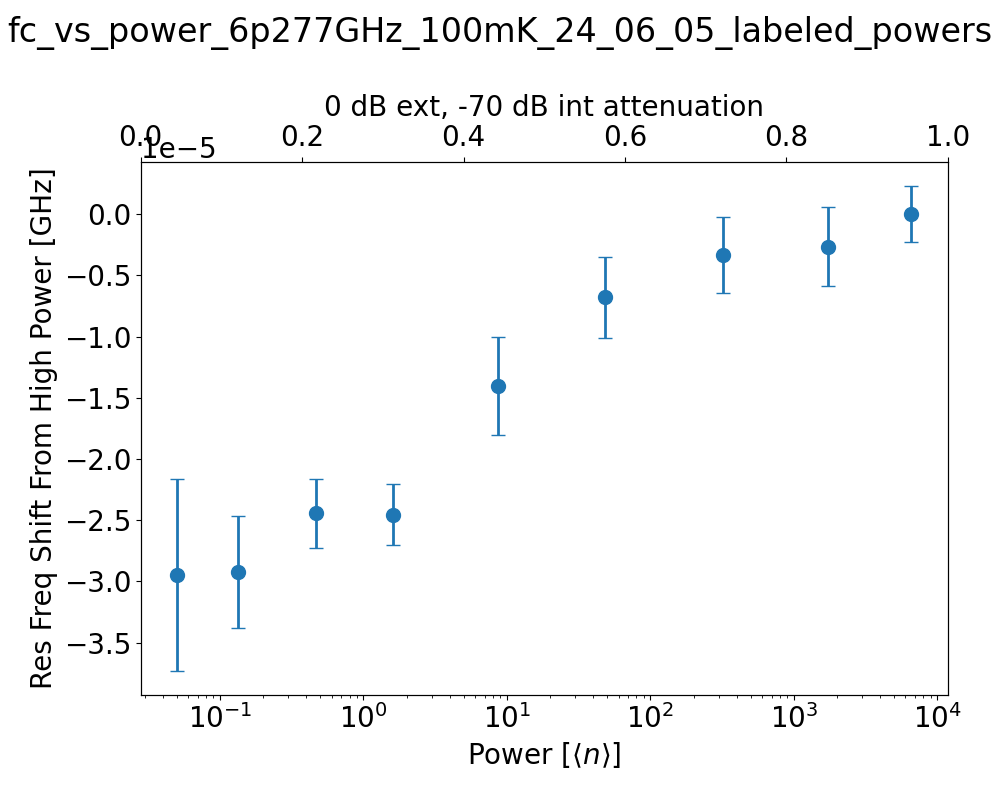 fc_vs_power_6p277GHz_100mK_24_06_05_labeled_powers
0 dB ext, -70 dB int attenuation
0.0 0.2 0.4 0.6 0.8 1.0
1e−5
Res Freq Shift From High Power [GHz]
0.0
−0.5
−1.0
−1.5
−2.0
−2.5
−3.0
−3.5
10⁻¹ 10⁰ 10¹ 10² 10³ 10⁴
Power [⟨n⟩]